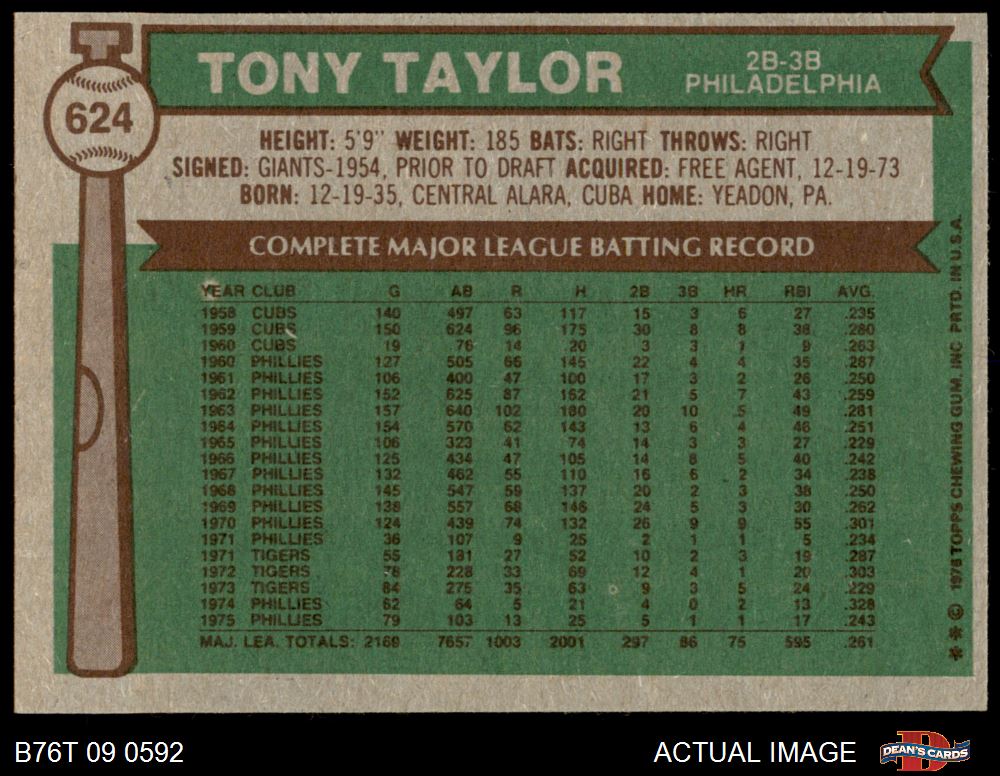 TONY TAYLOR
2B-3B
PHILADELPHIA
624
HEIGHT: 5'9" WEIGHT: 185 BATS: RIGHT THROWS: RIGHT
SIGNED: GIANTS-1954, PRIOR TO DRAFT ACQUIRED: FREE AGENT, 12-19-73
BORN: 12-19-35, CENTRAL ALARA, CUBA HOME: YEADON, PA.
COMPLETE MAJOR LEAGUE BATTING RECORD
YEAR CLUB G AB R H 2B 3B HR RBI AVG.
1958 CUBS 140 497 63 117 15 3 6 27 .235
1959 CUBS 150 624 96 175 30 8 8 38 .280
1960 CUBS 19 76 14 20 3 3 1 9 .263
1960 PHILLIES 127 505 66 145 22 4 4 35 .287
1961 PHILLIES 106 400 47 100 17 3 2 26 .250
1962 PHILLIES 152 625 87 162 21 5 7 43 .259
1963 PHILLIES 157 640 102 180 20 10 5 49 .281
1964 PHILLIES 154 570 62 143 13 6 4 46 .251
1965 PHILLIES 106 323 41 74 14 3 3 27 .229
1966 PHILLIES 125 434 47 105 14 8 5 40 .242
1967 PHILLIES 132 462 55 110 16 6 2 34 .238
1968 PHILLIES 145 547 59 137 20 2 3 38 .250
1969 PHILLIES 138 557 68 146 24 5 3 30 .262
1970 PHILLIES 124 439 74 132 26 9 9 55 .301
1971 PHILLIES 36 107 9 25 2 1 1 5 .234
1971 TIGERS 55 181 27 52 10 2 3 19 .287
1972 TIGERS 78 228 33 69 12 4 1 20 .303
1973 TIGERS 84 275 35 63 9 3 5 24 .229
1974 PHILLIES 62 64 5 21 4 0 2 13 .328
1975 PHILLIES 79 103 13 25 5 1 1 17 .243
MAJ. LEA. TOTALS: 2169 7657 1003 2001 297 86 75 595 .261
* * © 1976 TOPPS CHEWING GUM, INC PRTD. IN U.S.A.
B76T 09 0592
ACTUAL IMAGE
DEAN'S CARDS